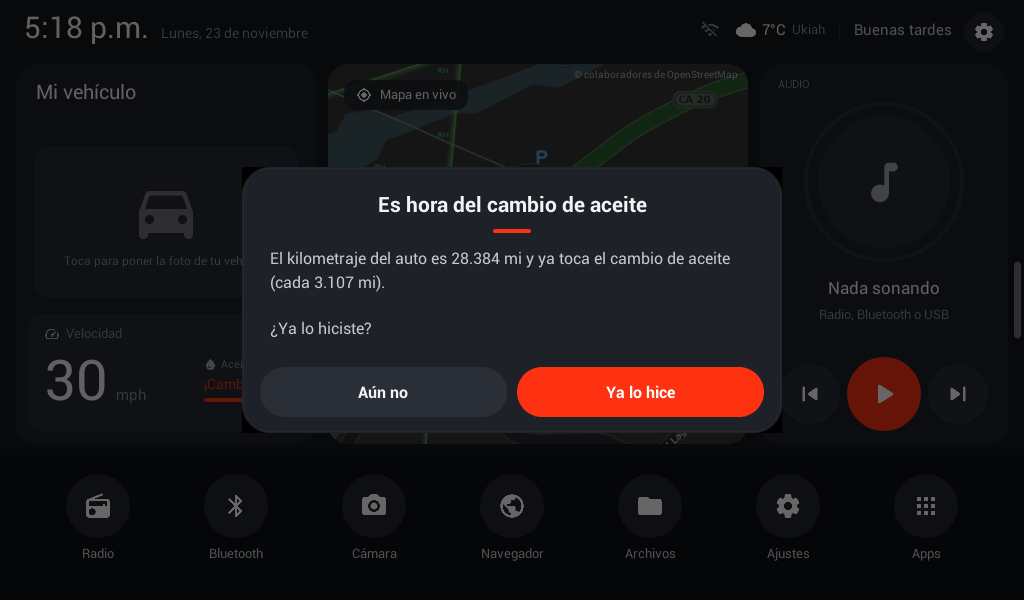 5:18 p.m. Lunes, 23 de noviembre
7°C Ukiah Buenas tardes
Mi vehículo
Toca para poner la foto de tu veh
Velocidad
30 mph
Acei
¡Camb
RN
© colaboradores de OpenStreetMap
Mapa en vivo
CA 20
RN
P
RN
AUDIO
Nada sonando
Radio, Bluetooth o USB
Es hora del cambio de aceite
El kilometraje del auto es 28.384 mi y ya toca el cambio de aceite
(cada 3.107 mi).
¿Ya lo hiciste?
Aún no
Ya lo hice
Radio
Bluetooth
Cámara
Navegador
Archivos
Ajustes
Apps